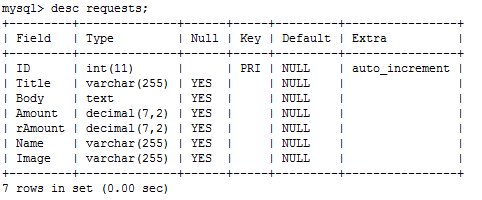 mysql> desc requests;
+---------+--------------+------+-----+---------+----------------+
| Field   | Type         | Null | Key | Default | Extra          |
+---------+--------------+------+-----+---------+----------------+
| ID      | int(11)      |      | PRI | NULL    | auto_increment |
| Title   | varchar(255) | YES  |     | NULL    |                |
| Body    | text         | YES  |     | NULL    |                |
| Amount  | decimal(7,2) | YES  |     | NULL    |                |
| rAmount | decimal(7,2) | YES  |     | NULL    |                |
| Name    | varchar(255) | YES  |     | NULL    |                |
| Image   | varchar(255) | YES  |     | NULL    |                |
+---------+--------------+------+-----+---------+----------------+
7 rows in set (0.00 sec)